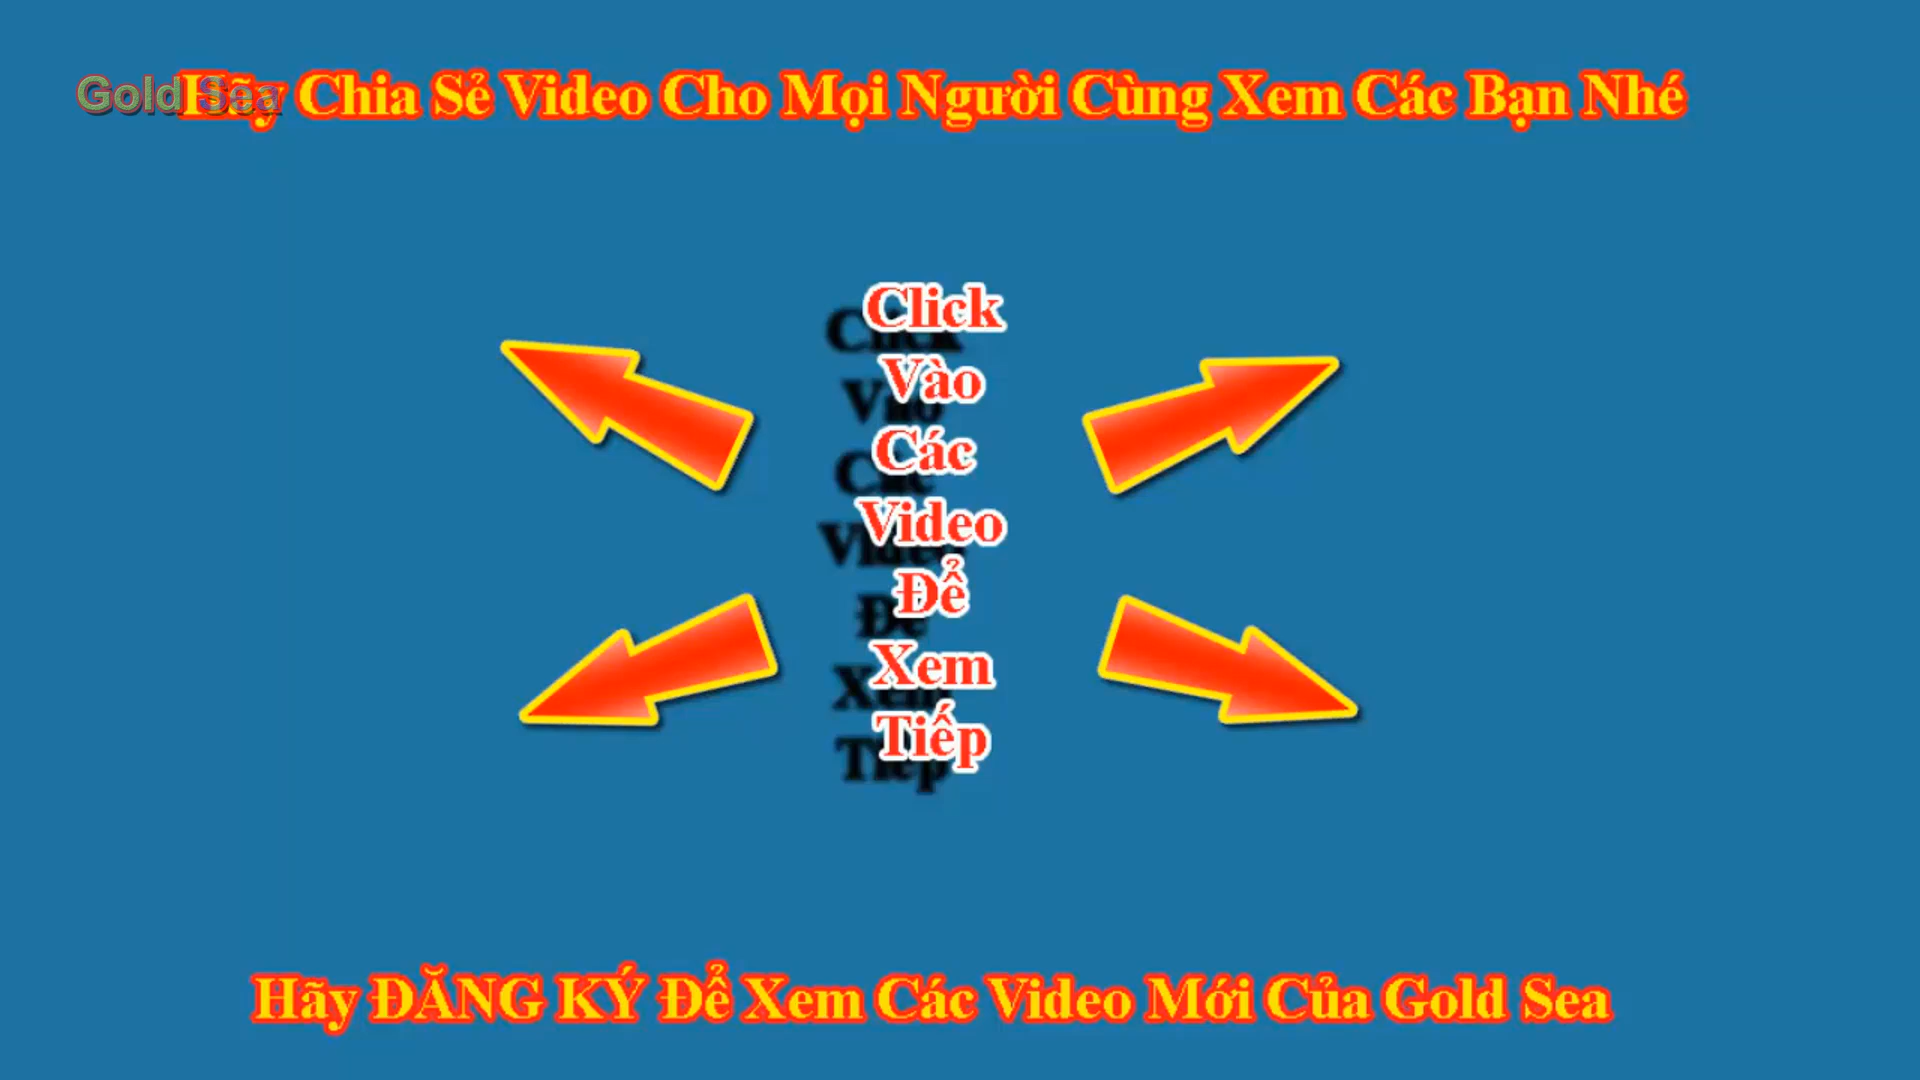 Gold Sea
Hãy Chia Sẻ Video Cho Mọi Người Cùng Xem Các Bạn Nhé
Click
Vào
Các
Video
Để
Xem
Tiếp
Hãy ĐĂNG KÝ Để Xem Các Video Mới Của Gold Sea